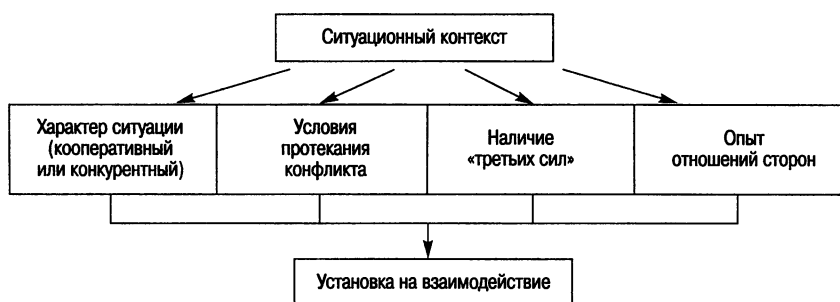 Ситуационный контекст
Характер ситуации
(кооперативный
или конкурентный)
Условия
протекания
конфликта
Наличие
«третьих сил»
Опыт
отношений сторон
Установка на взаимодействие